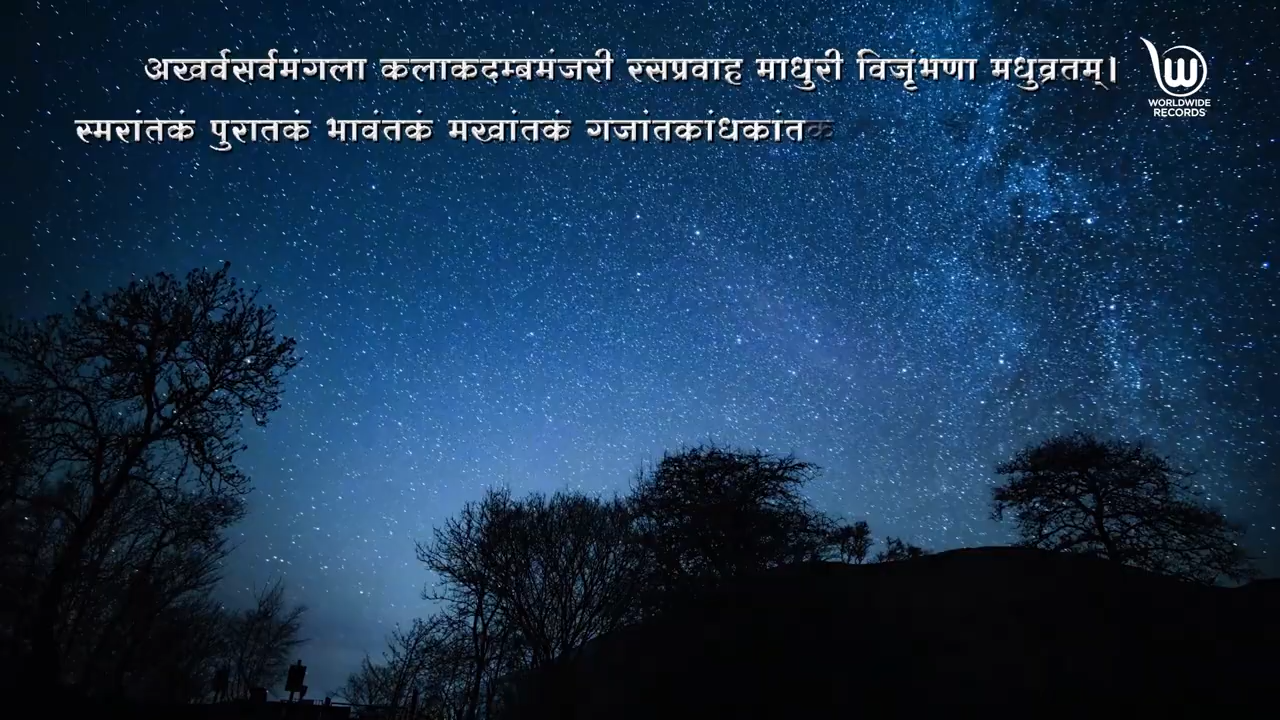 अखर्वसर्वमंगला कलाकदम्बमंजरी रसप्रवाह माधुरी विजृंभणा मधुव्रतम्।
स्मरांतकं पुरातकं भावंतकं मखांतकं गजांतकांधकांतक
W
WORLDWIDE
RECORDS